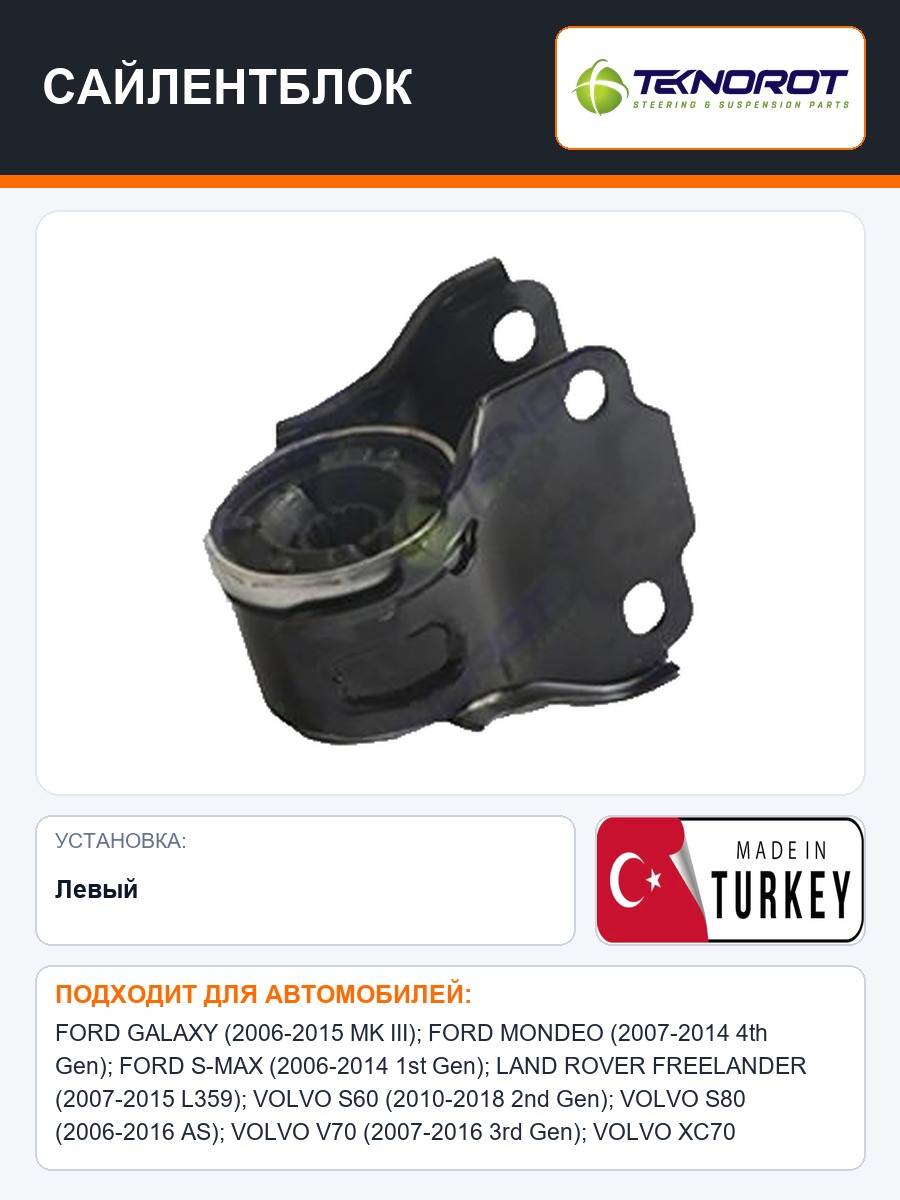 САЙЛЕНТБЛОК
TEKNOROT
STEERING & SUSPENSION PARTS
УСТАНОВКА:
Левый
MADE IN
TURKEY
ПОДХОДИТ ДЛЯ АВТОМОБИЛЕЙ:
FORD GALAXY (2006-2015 MK III); FORD MONDEO (2007-2014 4th
Gen); FORD S-MAX (2006-2014 1st Gen); LAND ROVER FREELANDER
(2007-2015 L359); VOLVO S60 (2010-2018 2nd Gen); VOLVO S80
(2006-2016 AS); VOLVO V70 (2007-2016 3rd Gen); VOLVO XC70